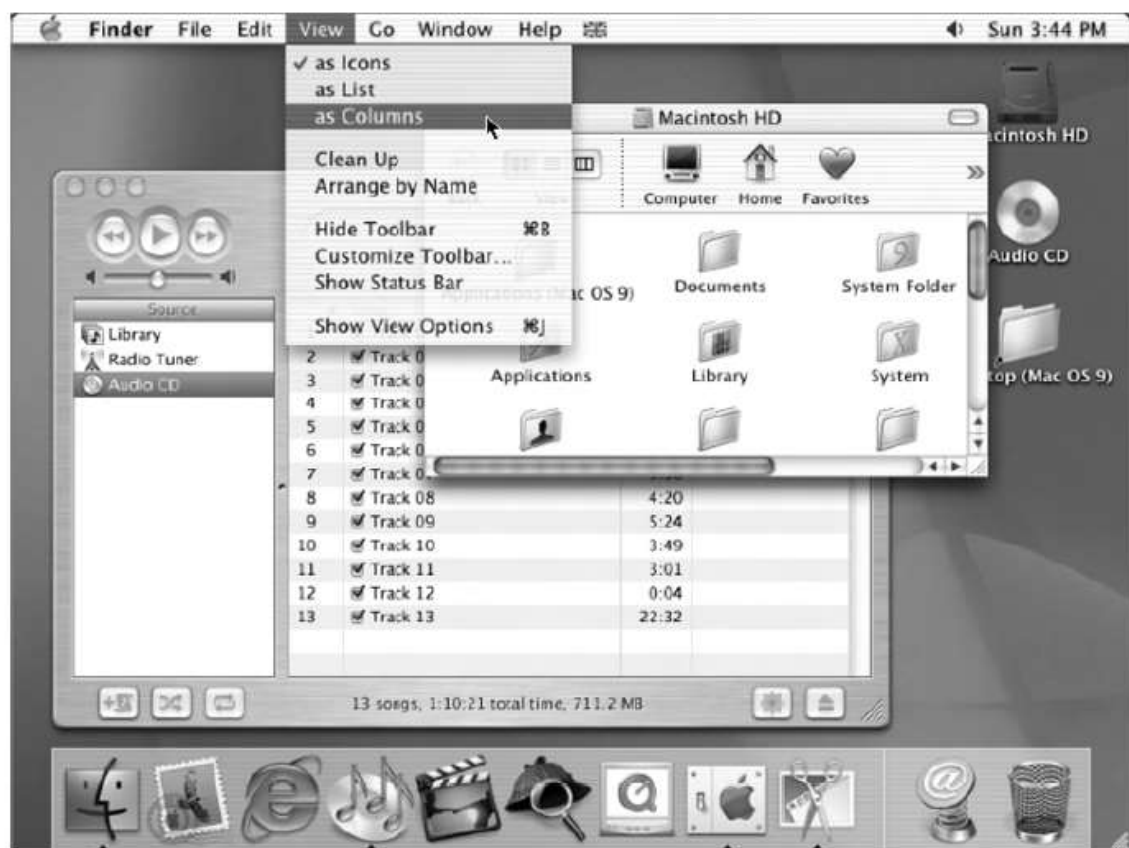 Finder File Edit View Go Window Help Sun 3:44 PM
✓ as Icons
as List
as Columns
Clean Up
Arrange by Name
Hide Toolbar ⌘B
Customize Toolbar...
Show Status Bar
Show View Options ⌘J
Macintosh HD
Computer Home Favorites
Applications (Mac OS 9) Documents System Folder
Applications Library System
acintosh HD
Audio CD
top (Mac OS 9)
Source
Library
Radio Tuner
Audio CD
2 Track 0
3 Track 0
4 Track 0
5 Track 0
6 Track 0
7 Track 0
8 Track 08 4:20
9 Track 09 5:24
10 Track 10 3:49
11 Track 11 3:01
12 Track 12 0:04
13 Track 13 22:32
13 songs, 1:10:21 total time, 711.2 MB